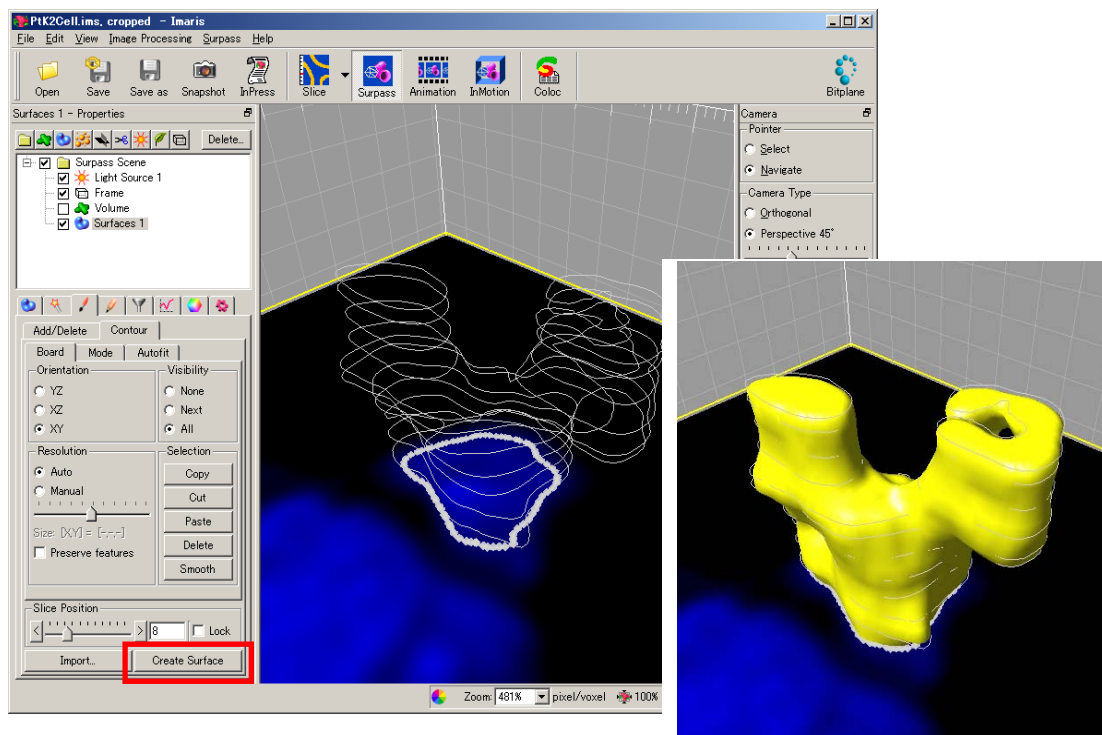 PtK2Cell.ims, cropped - Imaris
File Edit View Image Processing Surpass Help
Open Save Save as Snapshot InPress Slice Surpass Animation InMotion Coloc Bitplane
Surfaces 1 - Properties
Camera
Delete...
Pointer
Select
Navigate
Surpass Scene
Light Source 1
Frame
Volume
Surfaces 1
Camera Type
Orthogonal
Perspective 45°
Add/Delete Contour
Board Mode Autofit
Orientation Visibility
YZ None
XZ Next
XY All
Resolution Selection
Auto Copy
Manual Cut
Paste
Size: [X,Y] = [-.-,-]
Delete
Preserve features
Smooth
Slice Position
< > 8 Lock
Import... Create Surface
Zoom: 481% pixel/voxel 100%